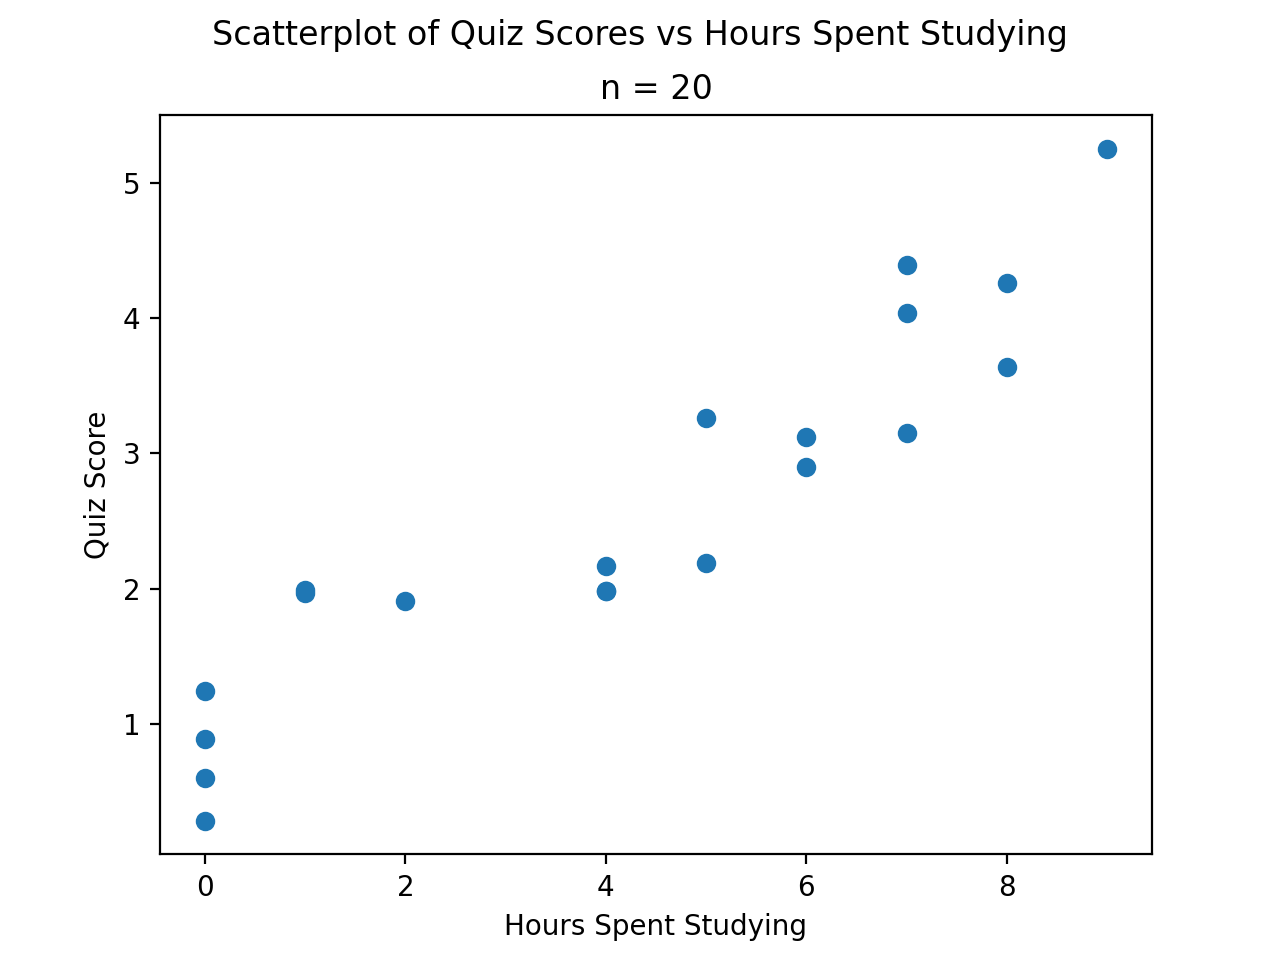 Scatterplot of Quiz Scores vs Hours Spent Studying
n = 20
5
4
3
2
1
Quiz Score
0 2 4 6 8
Hours Spent Studying